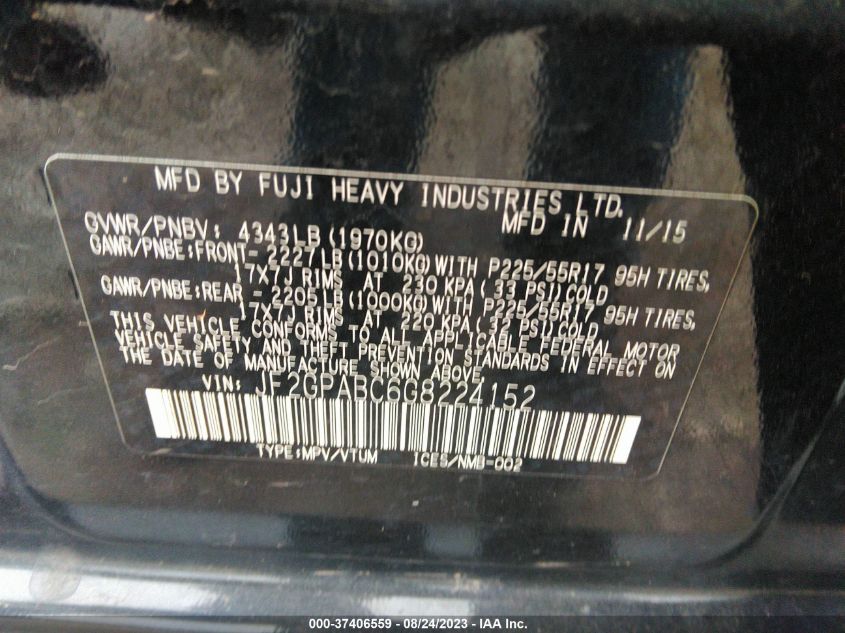 MFD BY FUJI HEAVY INDUSTRIES LTD.
GVWR/PNBV: 4343LB (1970KG) MFD IN 11/15
GAWR/PNBE:FRONT- 2227 LB (1010KG) WITH P225/55R17 95H TIRES,
17X7J RIMS AT 230 KPA( 33 PSI) COLD
GAWR/PNBE:REAR - 2205 LB (1000KG) WITH P225/55R17 95H TIRES,
17X7J RIMS AT 220 KPA( 32 PSI) COLD
THIS VEHICLE CONFORMS TO ALL APPLICABLE FEDERAL MOTOR
VEHICLE SAFETY AND THEFT PREVENTION STANDARDS IN EFFECT ON
THE DATE OF MANUFACTURE SHOWN ABOVE
VIN: JF2GPABC6G8224152
TYPE:MPV/VTUM ICES/NMB-002
000-37406559 - 08/24/2023 - IAA Inc.